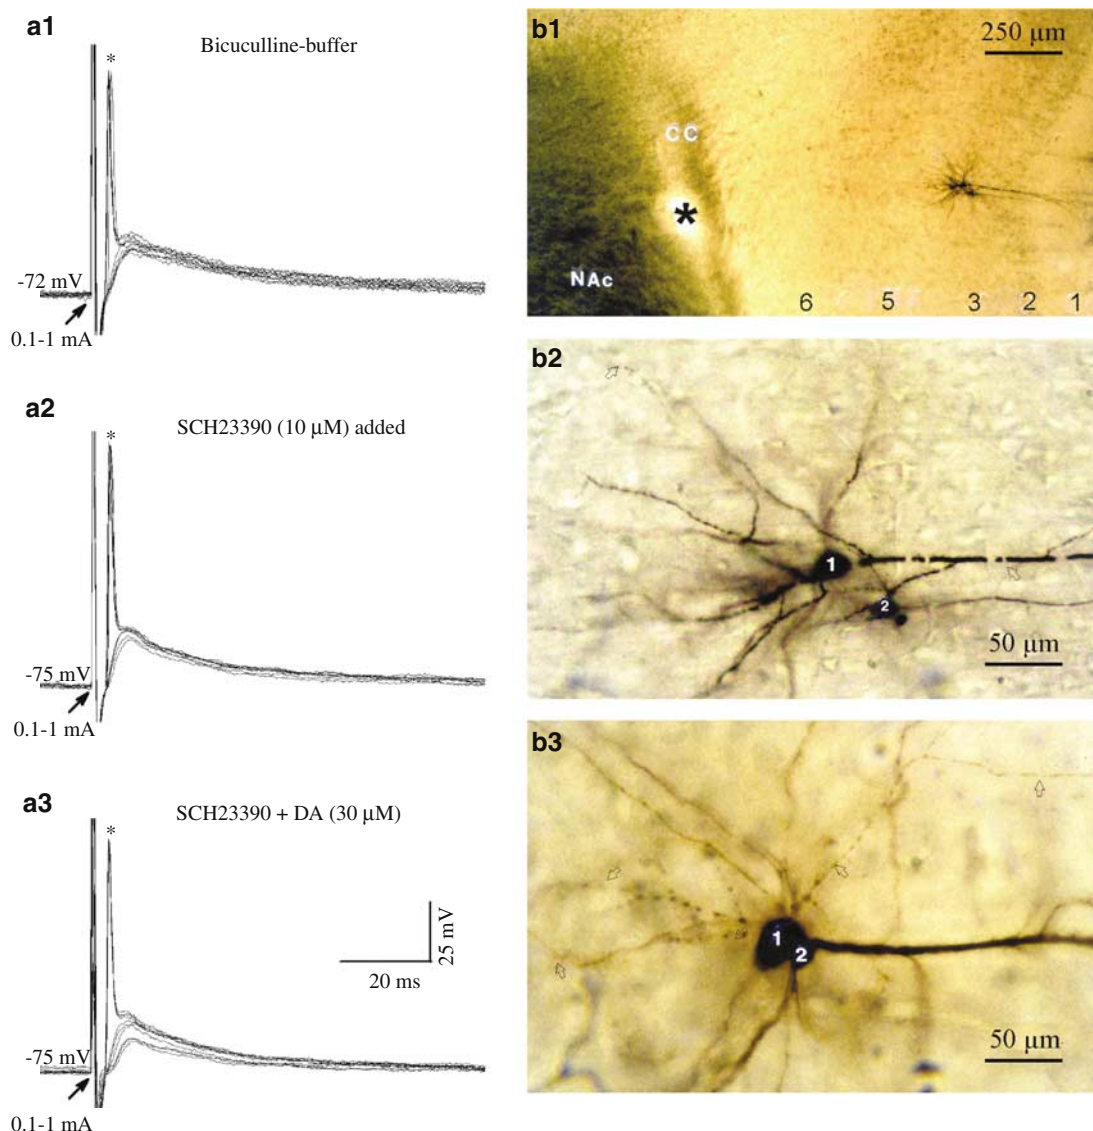 a1
Bicuculline-buffer
*
-72 mV
0.1-1 mA
a2
SCH23390 (10 μM) added
*
-75 mV
0.1-1 mA
a3
SCH23390 + DA (30 μM)
*
25 mV
20 ms
-75 mV
0.1-1 mA
b1
250 μm
CC
*
NAc
6 5 3 2 1
b2
1
2
50 μm
b3
1
2
50 μm